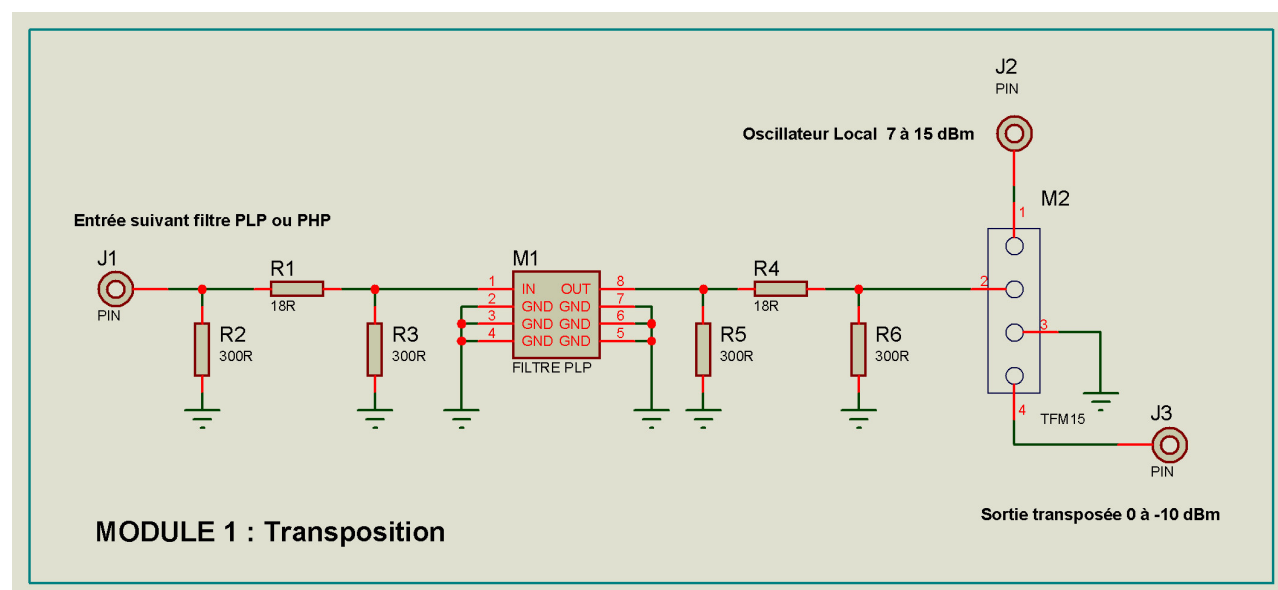 J2
PIN
Oscillateur Local 7 à 15 dBm
M2
1
Entrée suivant filtre PLP ou PHP
J1
PIN
R1
18R
R2
300R
R3
300R
M1
1 IN OUT 8
2 GND GND 7
3 GND GND 6
4 GND GND 5
FILTRE PLP
R4
18R
R5
300R
R6
300R
2
3
4
TFM15
J3
PIN
Sortie transposée 0 à -10 dBm
MODULE 1 : Transposition